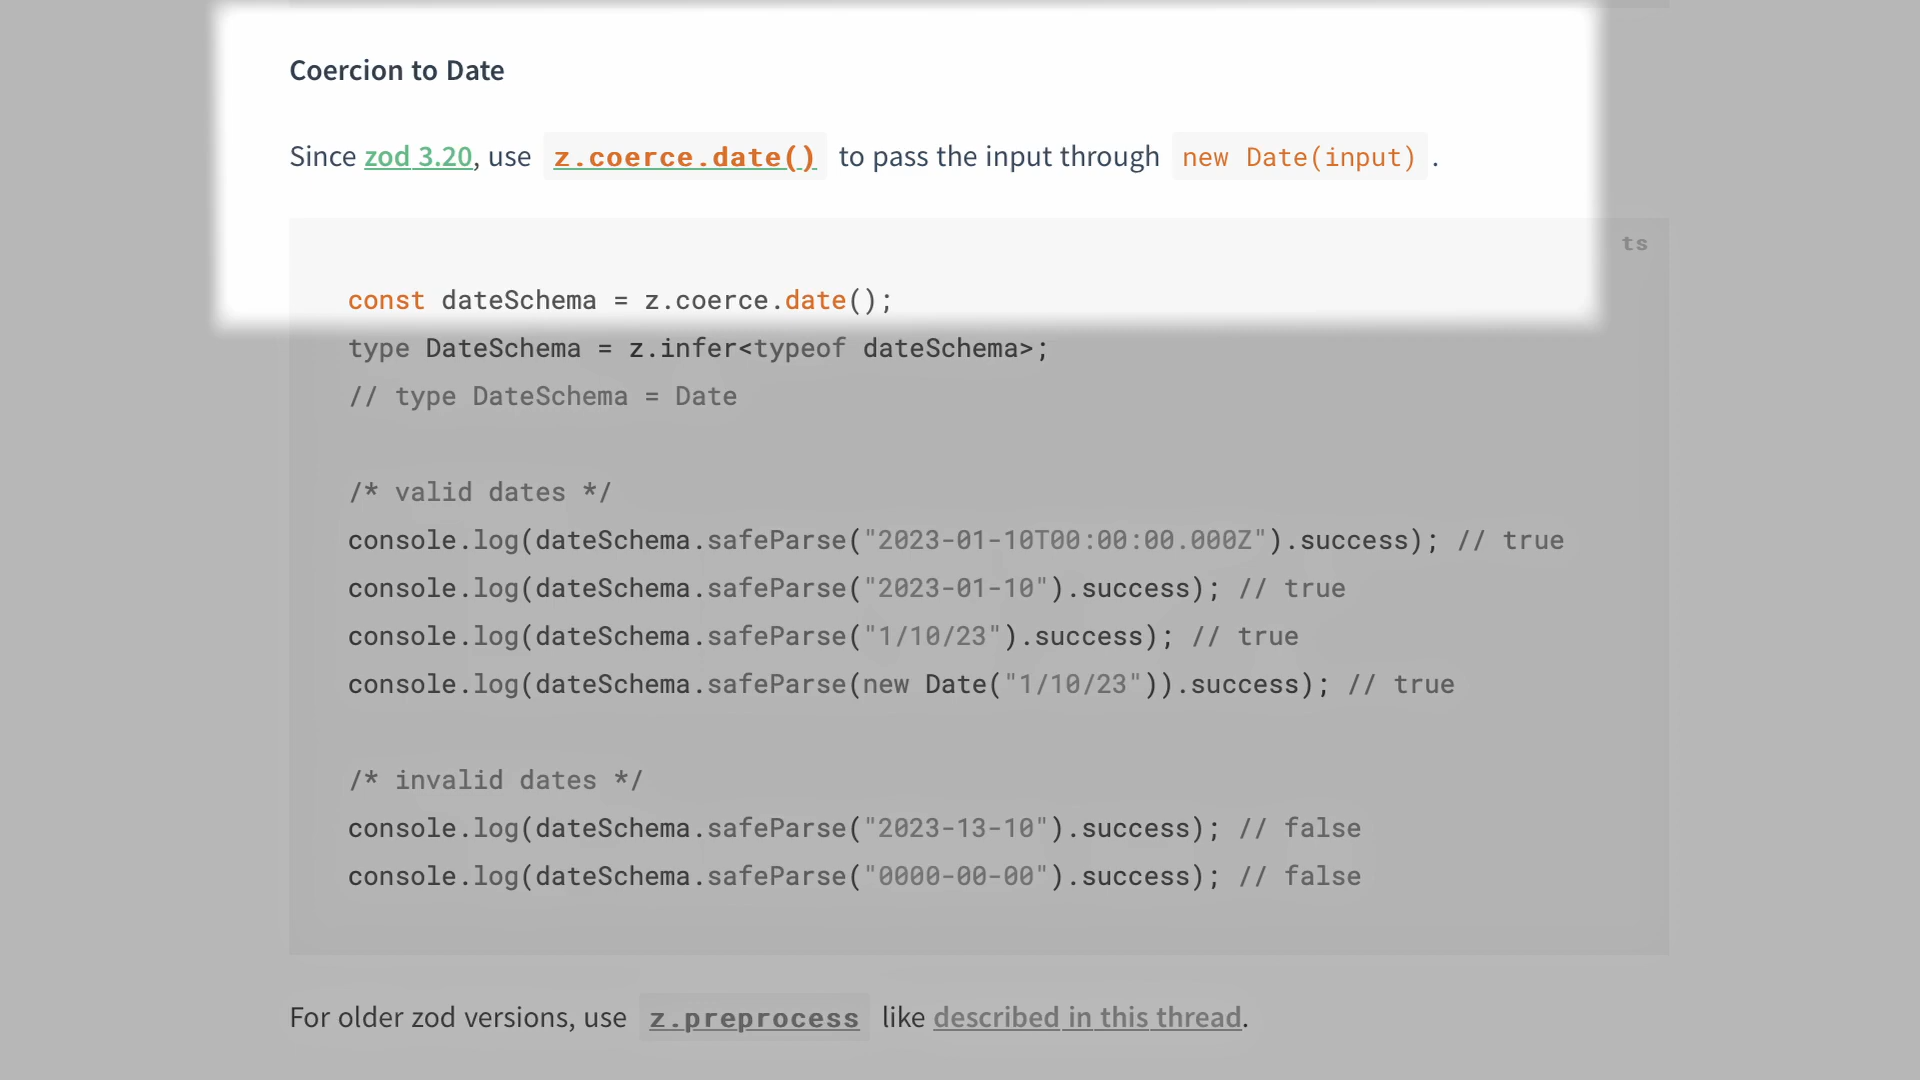 Coercion to Date
Since zod 3.20, use z.coerce.date() to pass the input through new Date(input) .
ts
const dateSchema = z.coerce.date();
type DateSchema = z.infer<typeof dateSchema>;
// type DateSchema = Date
/* valid dates */
console.log(dateSchema.safeParse("2023-01-10T00:00:00.000Z").success); // true
console.log(dateSchema.safeParse("2023-01-10").success); // true
console.log(dateSchema.safeParse("1/10/23").success); // true
console.log(dateSchema.safeParse(new Date("1/10/23")).success); // true
/* invalid dates */
console.log(dateSchema.safeParse("2023-13-10").success); // false
console.log(dateSchema.safeParse("0000-00-00").success); // false
For older zod versions, use z.preprocess like described in this thread.